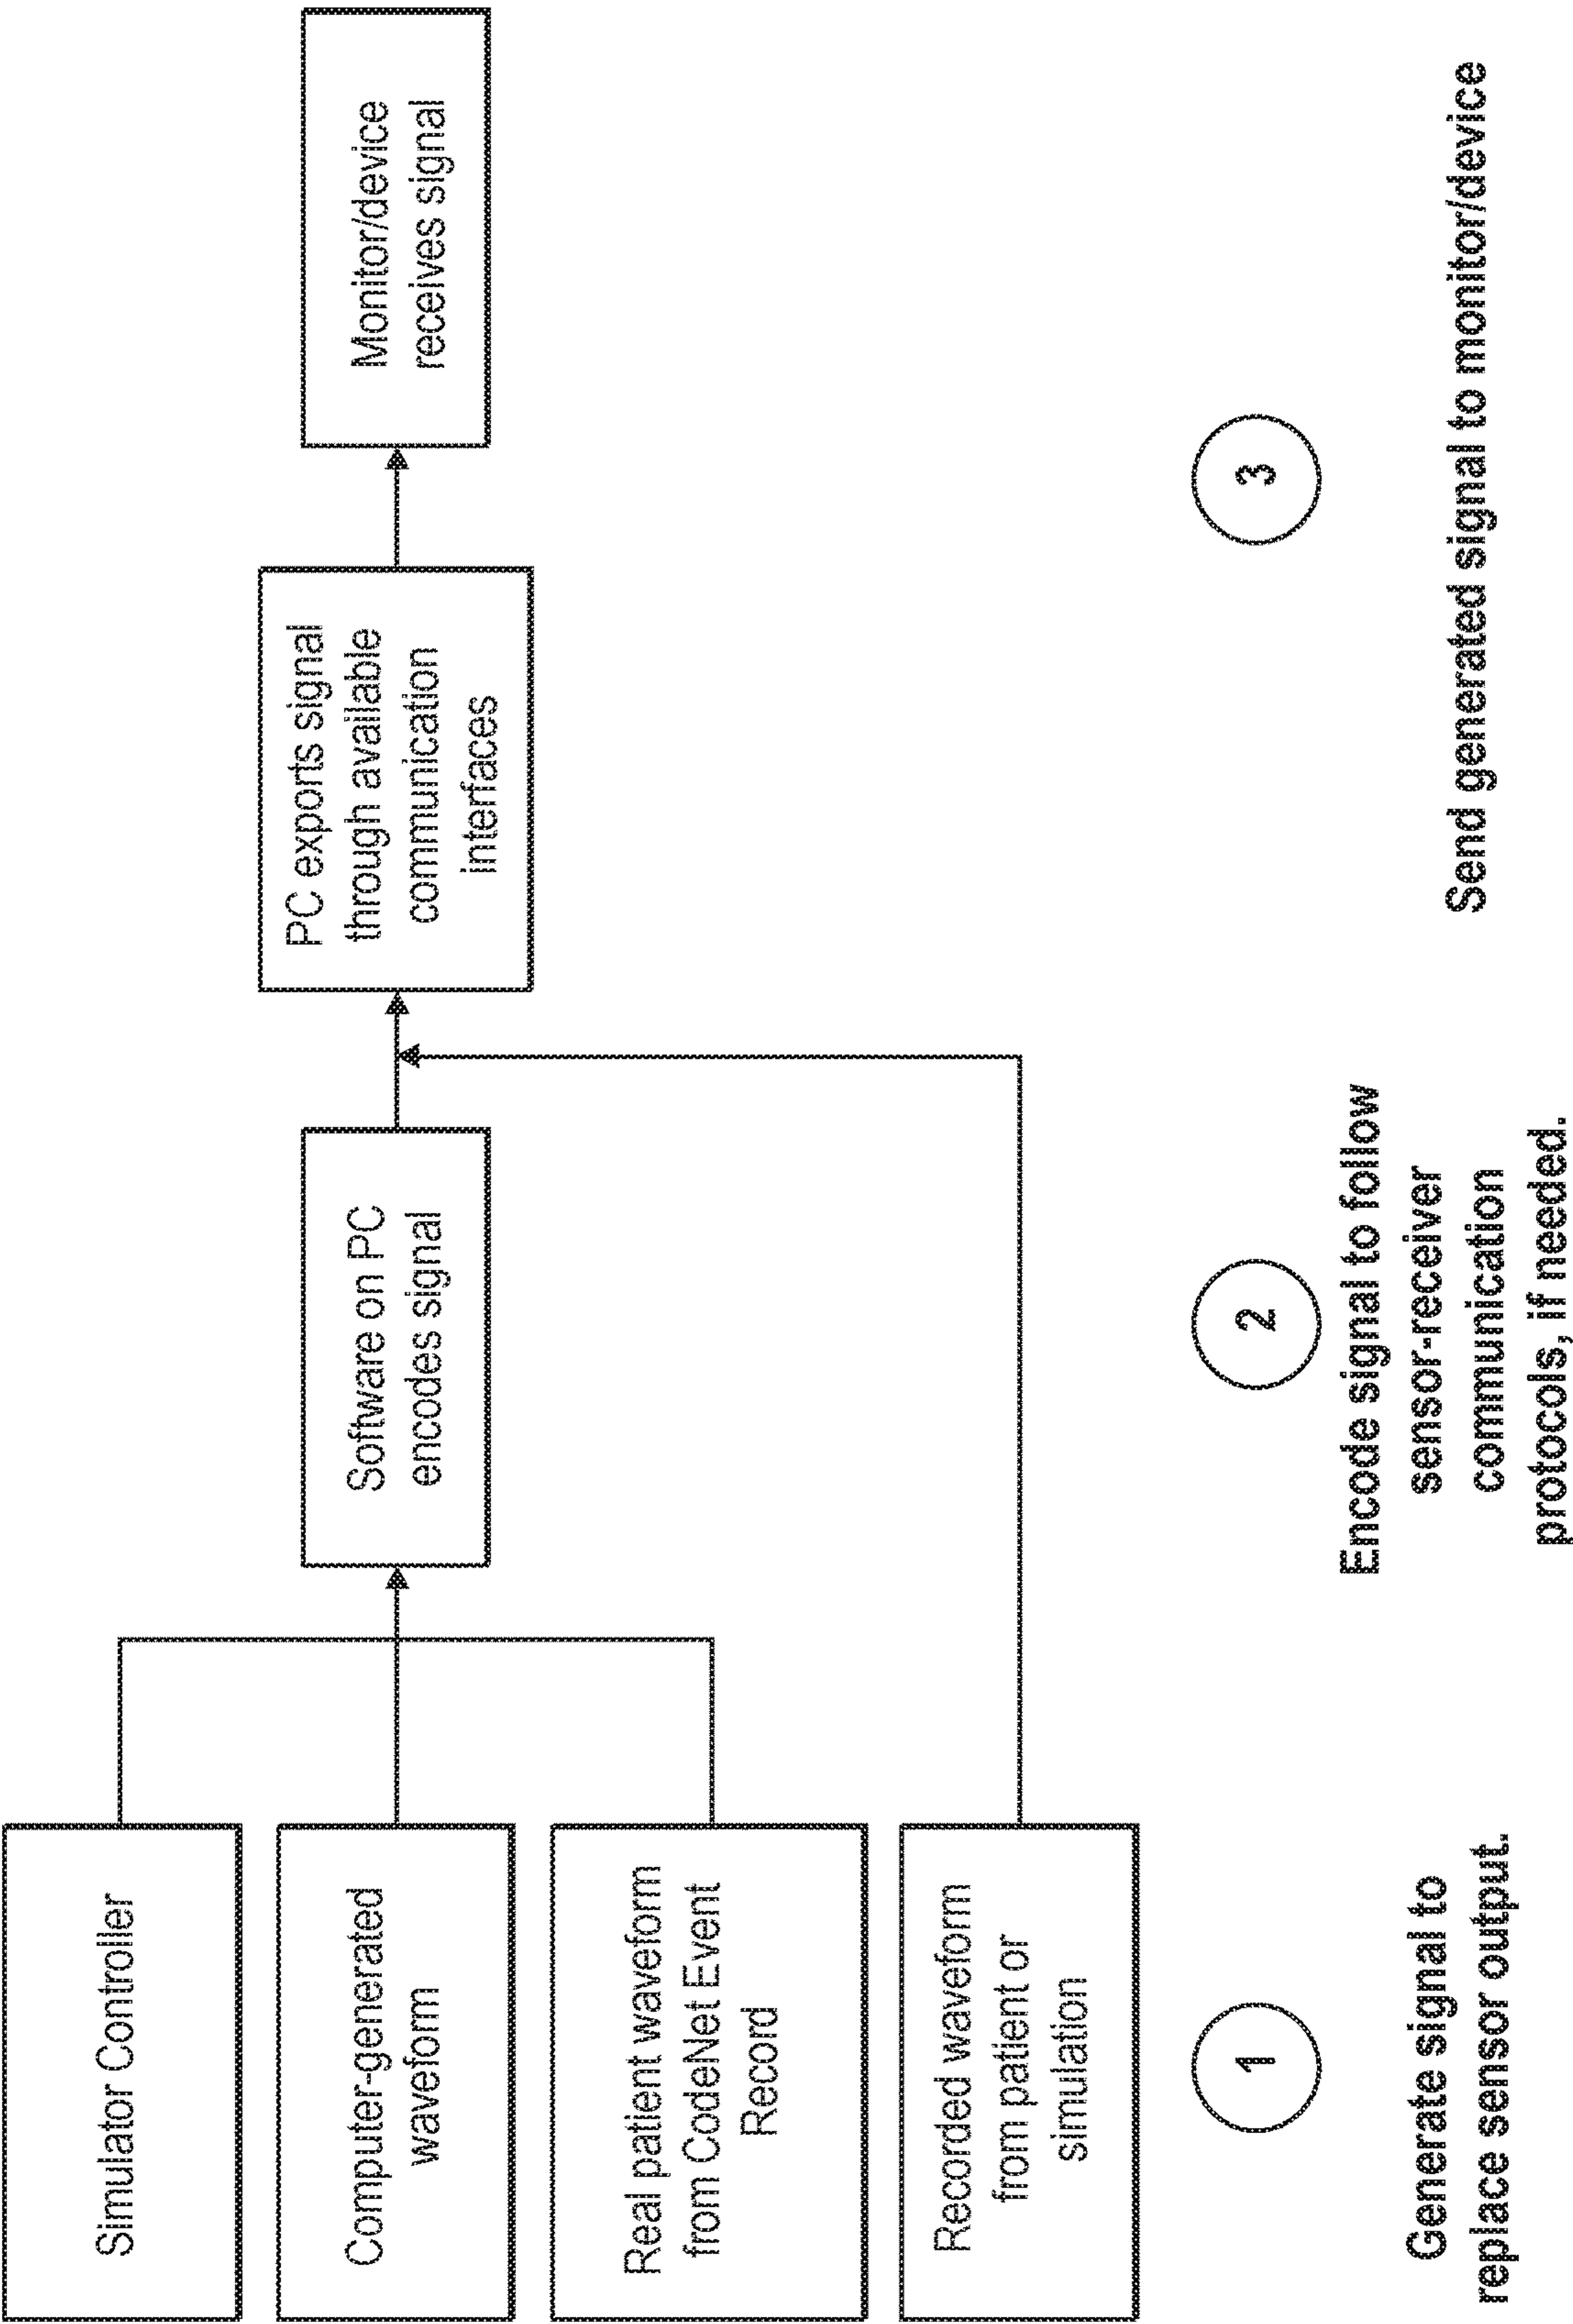 Simulator Controller
Computer-generated
waveform
Real patient waveform
from CodeNet Event
Record
Recorded waveform
from patient or
simulation
Software on PC
encodes signal
PC exports signal
through available
communication
interfaces
Monitor/device
receives signal
1
Generate signal to
replace sensor output.
2
Encode signal to follow
sensor-receiver
communication
protocols, if needed.
3
Send generated signal to monitor/device